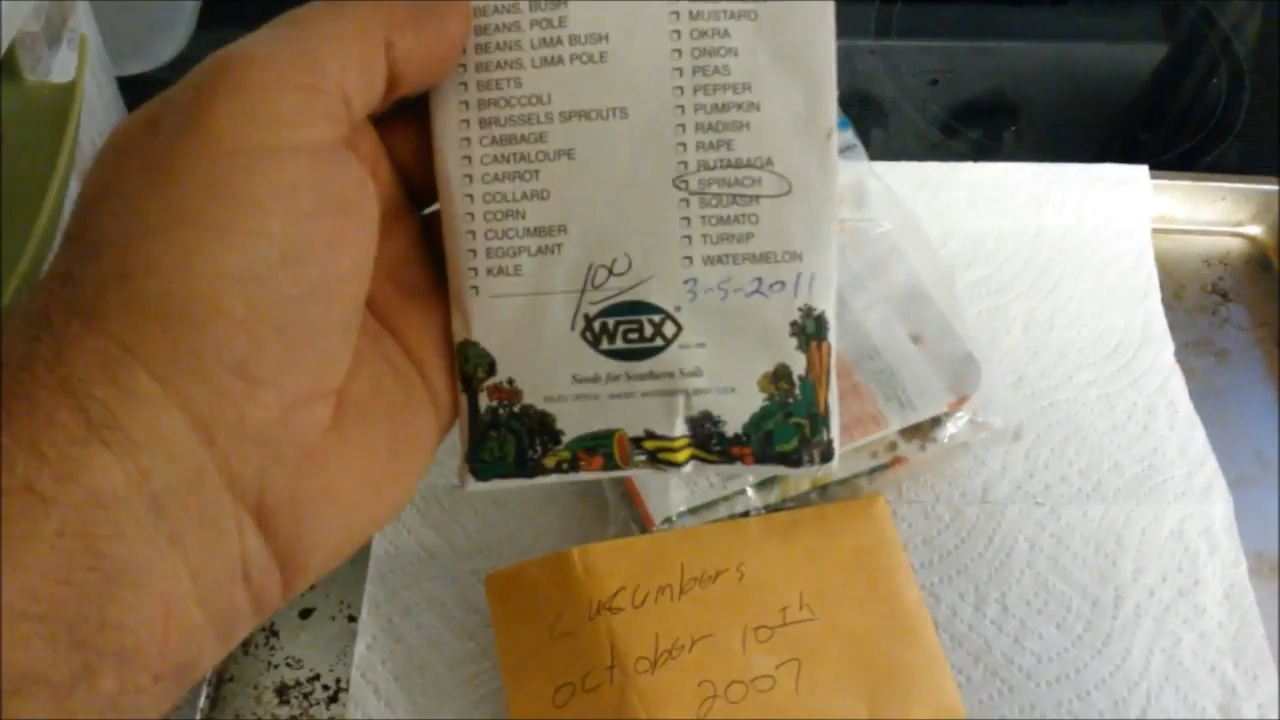 BEANS, BUSH
BEANS, POLE
BEANS, LIMA BUSH
BEANS, LIMA POLE
BEETS
BROCCOLI
BRUSSELS SPROUTS
CABBAGE
CANTALOUPE
CARROT
COLLARD
CORN
CUCUMBER
EGGPLANT
KALE
MUSTARD
OKRA
ONION
PEAS
PEPPER
PUMPKIN
RADISH
RAPE
RUTABAGA
SPINACH
SQUASH
TOMATO
TURNIP
WATERMELON
100
3-5-2011
wax
Seeds for Southern Soils
Cucumbers
october 10th
2007